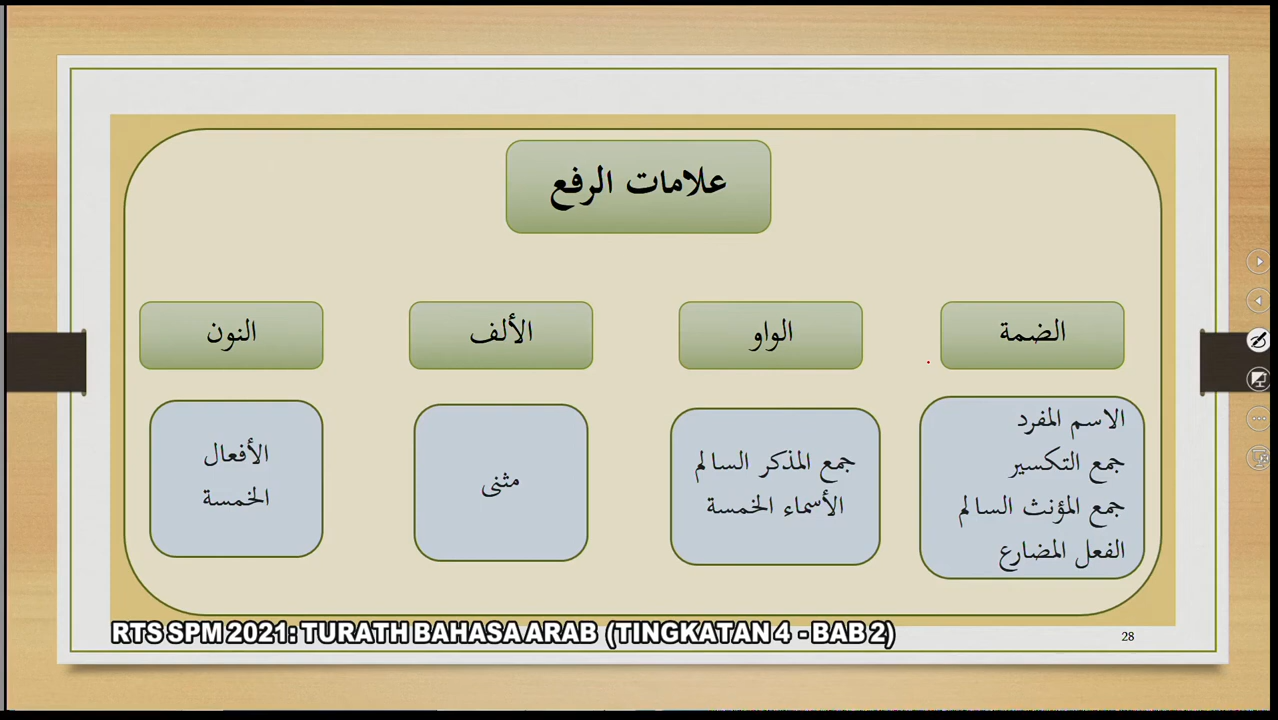 علامات الرفع
الضمة
الواو
الألف
النون
الاسم المفرد
جمع التكسير
جمع المؤنث السالم
الفعل المضارع
جمع المذكر السالم
الأسماء الخمسة
مثنى
الأفعال
الخمسة
RTS SPM 2021: TURATH BAHASA ARAB (TINGKATAN 4 - BAB 2)
28